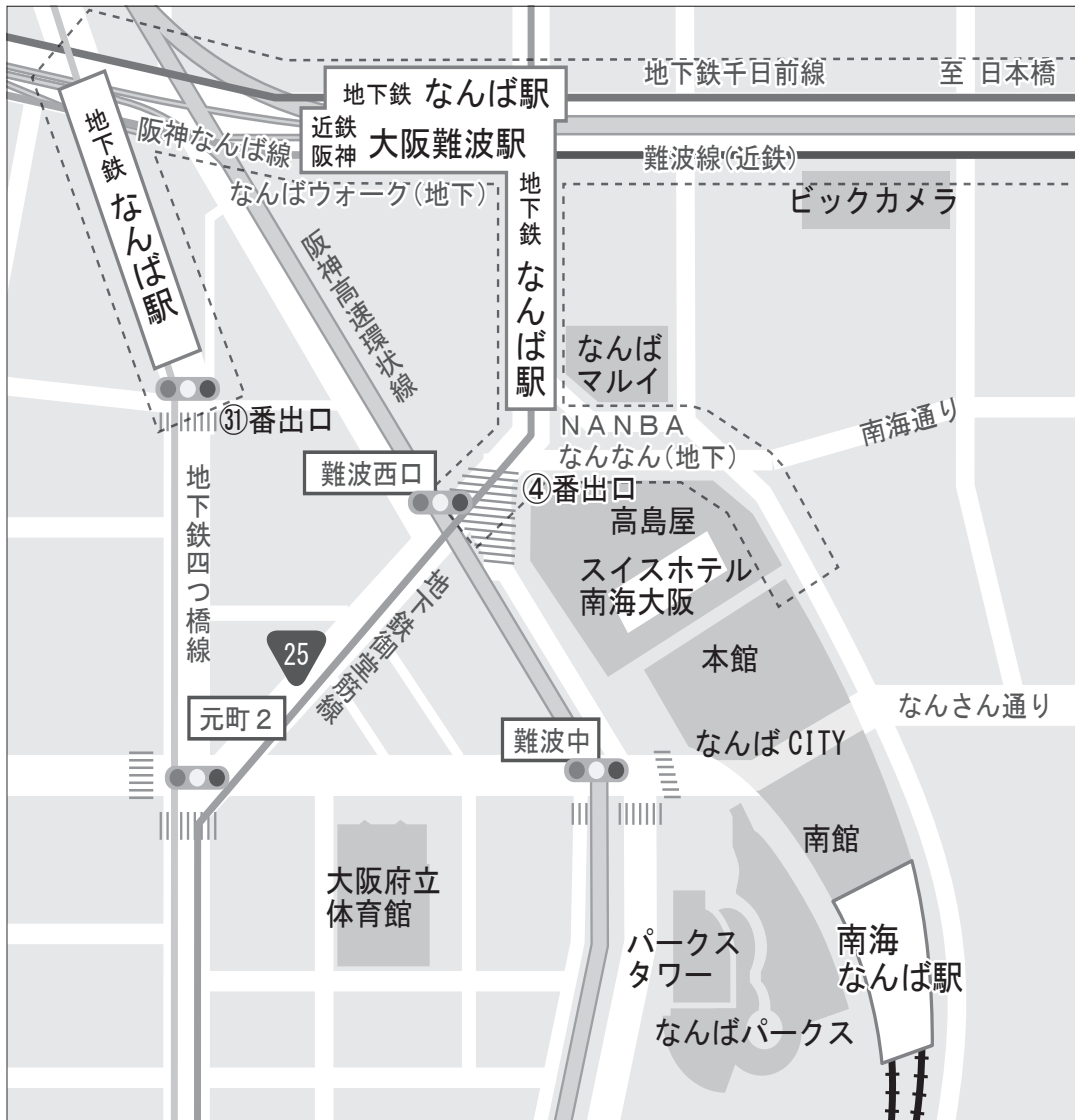 地下鉄千日前線
至 日本橋
地下鉄 なんば駅
近鉄
阪神
大阪難波駅
阪神なんば線
難波線(近鉄)
なんばウォーク(地下)
ビックカメラ
地下鉄 なんば駅
地下鉄 なんば駅
阪神高速環状線
なんば
マルイ
㉛番出口
NANBA
なんなん(地下)
南海通り
難波西口
④番出口
高島屋
地下鉄四つ橋線
スイスホテル
南海大阪
地下鉄御堂筋線
25
本館
元町2
難波中
なんばCITY
なんさん通り
南館
大阪府立
体育館
パークス
タワー
南海
なんば駅
なんばパークス